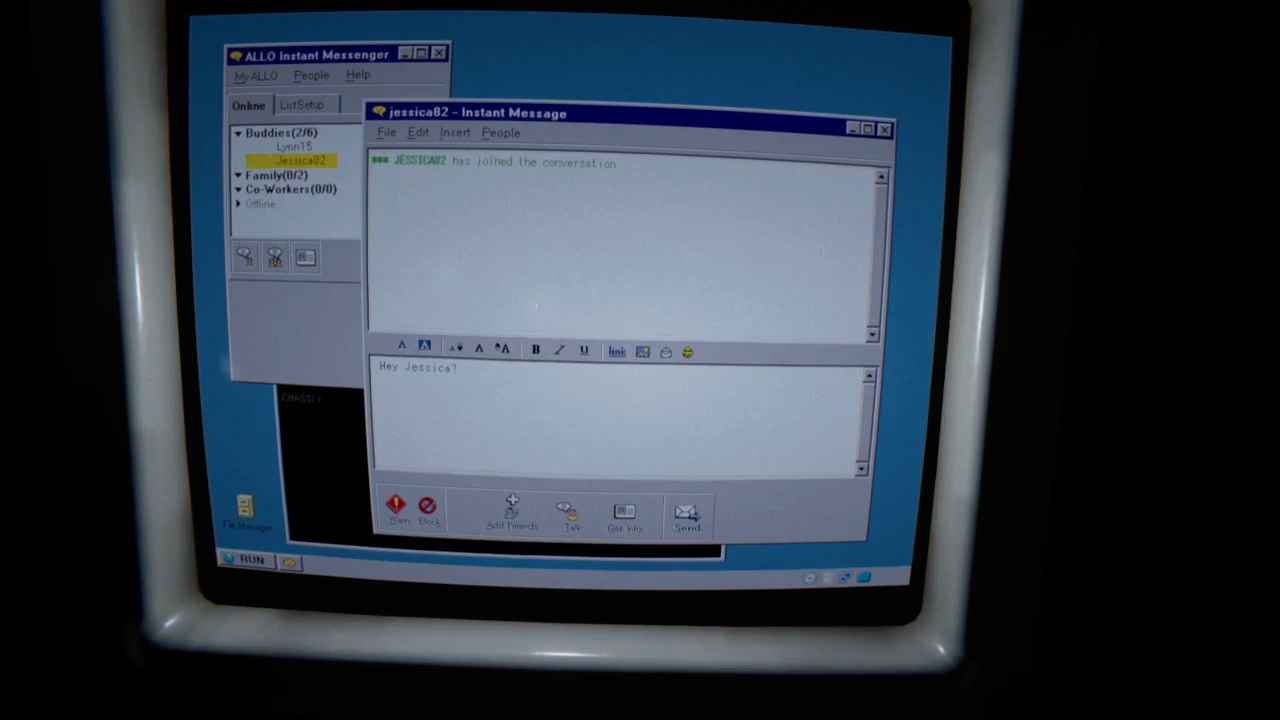 ALLO Instant Messenger
My ALLO People Help
Online List Setup
Buddies(2/6)
Lynn15
Jessica82
Family(0/2)
Co-Workers(0/0)
Offline
jessica82 - Instant Message
File Edit Insert People
*** JESSICA82 has joined the conversation
A A A A A B I U link
Hey Jessica?
Warn Block Add Friends Talk Get Info Send
File Manager
RUN